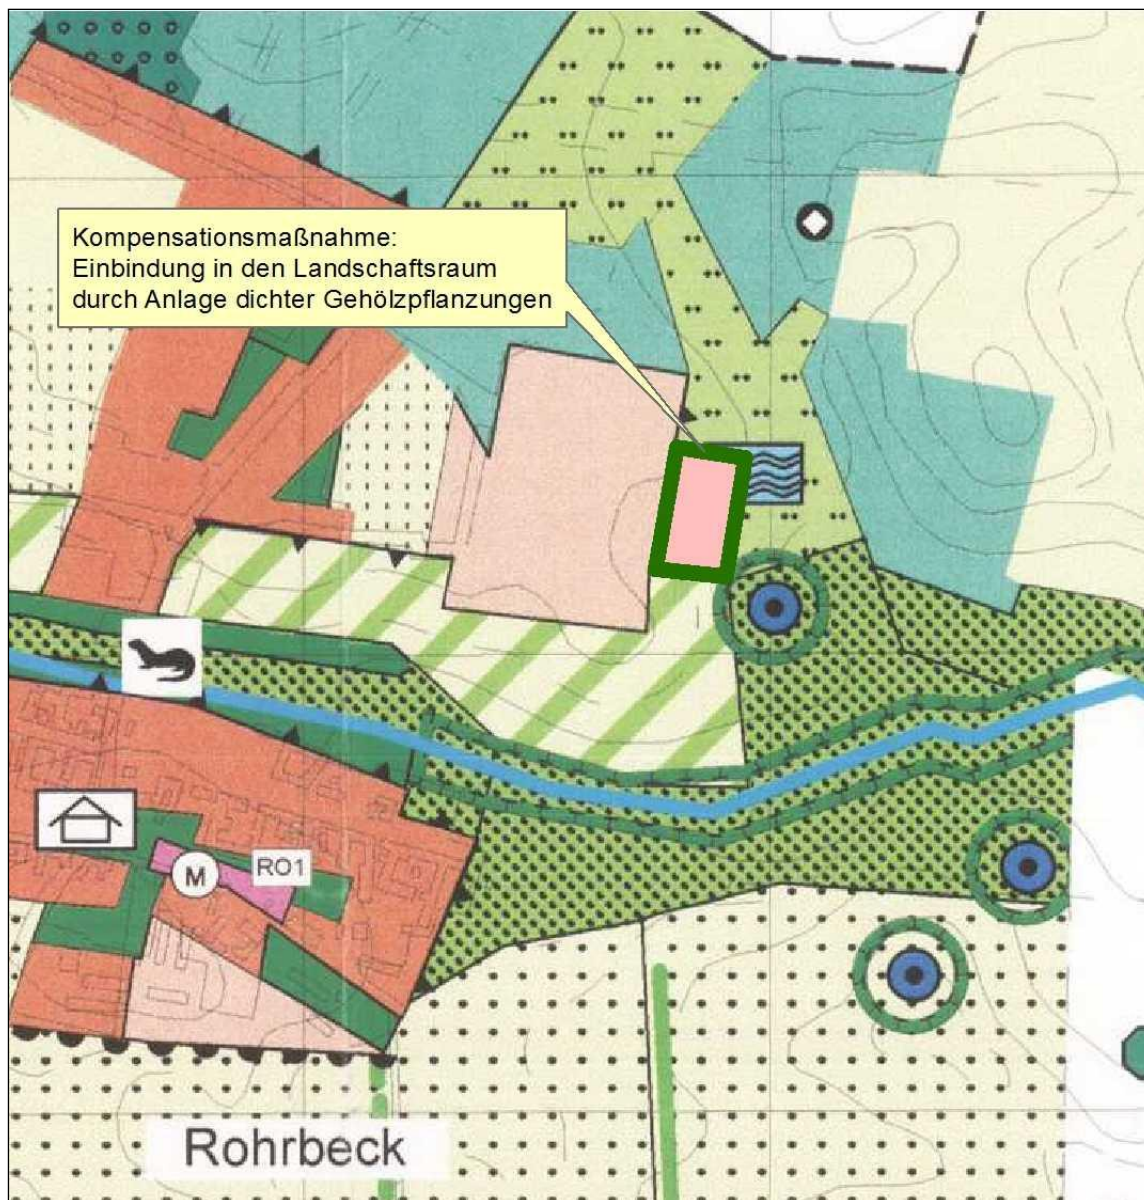 Kompensationsmaßnahme:
Einbindung in den Landschaftsraum
durch Anlage dichter Gehölzpflanzungen
M
RO1
Rohrbeck